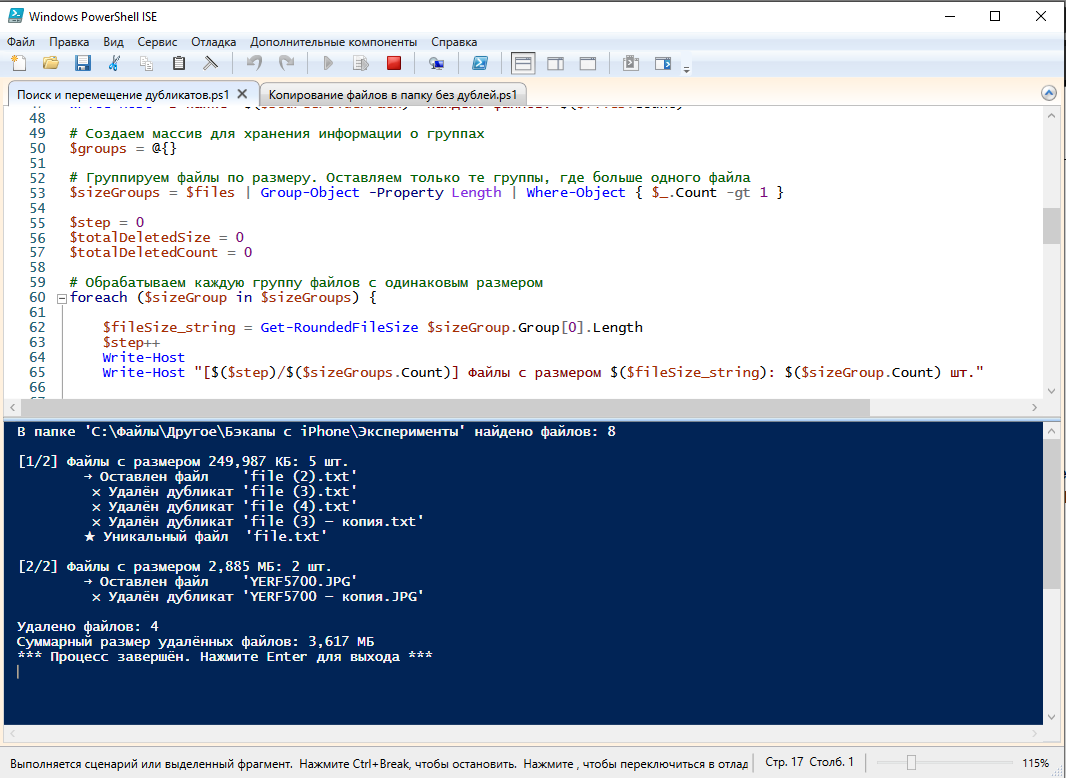 Windows PowerShell ISE
Файл Правка Вид Сервис Отладка Дополнительные компоненты Справка
Поиск и перемещение дубликатов.ps1 Копирование файлов в папку без дублей.ps1
48
49 # Создаем массив для хранения информации о группах
50 $groups = @{}
51
52 # Группируем файлы по размеру. Оставляем только те группы, где больше одного файла
53 $sizeGroups = $files | Group-Object -Property Length | Where-Object { $_.Count -gt 1 }
54
55 $step = 0
56 $totalDeletedSize = 0
57 $totalDeletedCount = 0
58
59 # Обрабатываем каждую группу файлов с одинаковым размером
60 foreach ($sizeGroup in $sizeGroups) {
61
62 $fileSize_string = Get-RoundedFileSize $sizeGroup.Group[0].Length
63 $step++
64 Write-Host
65 Write-Host "[$($step)/$($sizeGroups.Count)] Файлы с размером $($fileSize_string): $($sizeGroup.Count) шт."
66
В папке 'C:\Файлы\Другое\Бэкапы с iPhone\Эксперименты' найдено файлов: 8
[1/2] Файлы с размером 249,987 КБ: 5 шт.
→ Оставлен файл 'file (2).txt'
× Удалён дубликат 'file (3).txt'
× Удалён дубликат 'file (4).txt'
× Удалён дубликат 'file (3) — копия.txt'
★ Уникальный файл 'file.txt'
[2/2] Файлы с размером 2,885 МБ: 2 шт.
→ Оставлен файл 'YERF5700.JPG'
× Удалён дубликат 'YERF5700 — копия.JPG'
Удалено файлов: 4
Суммарный размер удалённых файлов: 3,617 МБ
*** Процесс завершён. Нажмите Enter для выхода ***
Выполняется сценарий или выделенный фрагмент. Нажмите Ctrl+Break, чтобы остановить. Нажмите , чтобы переключиться в отлад Стр. 17 Столб. 1 115%